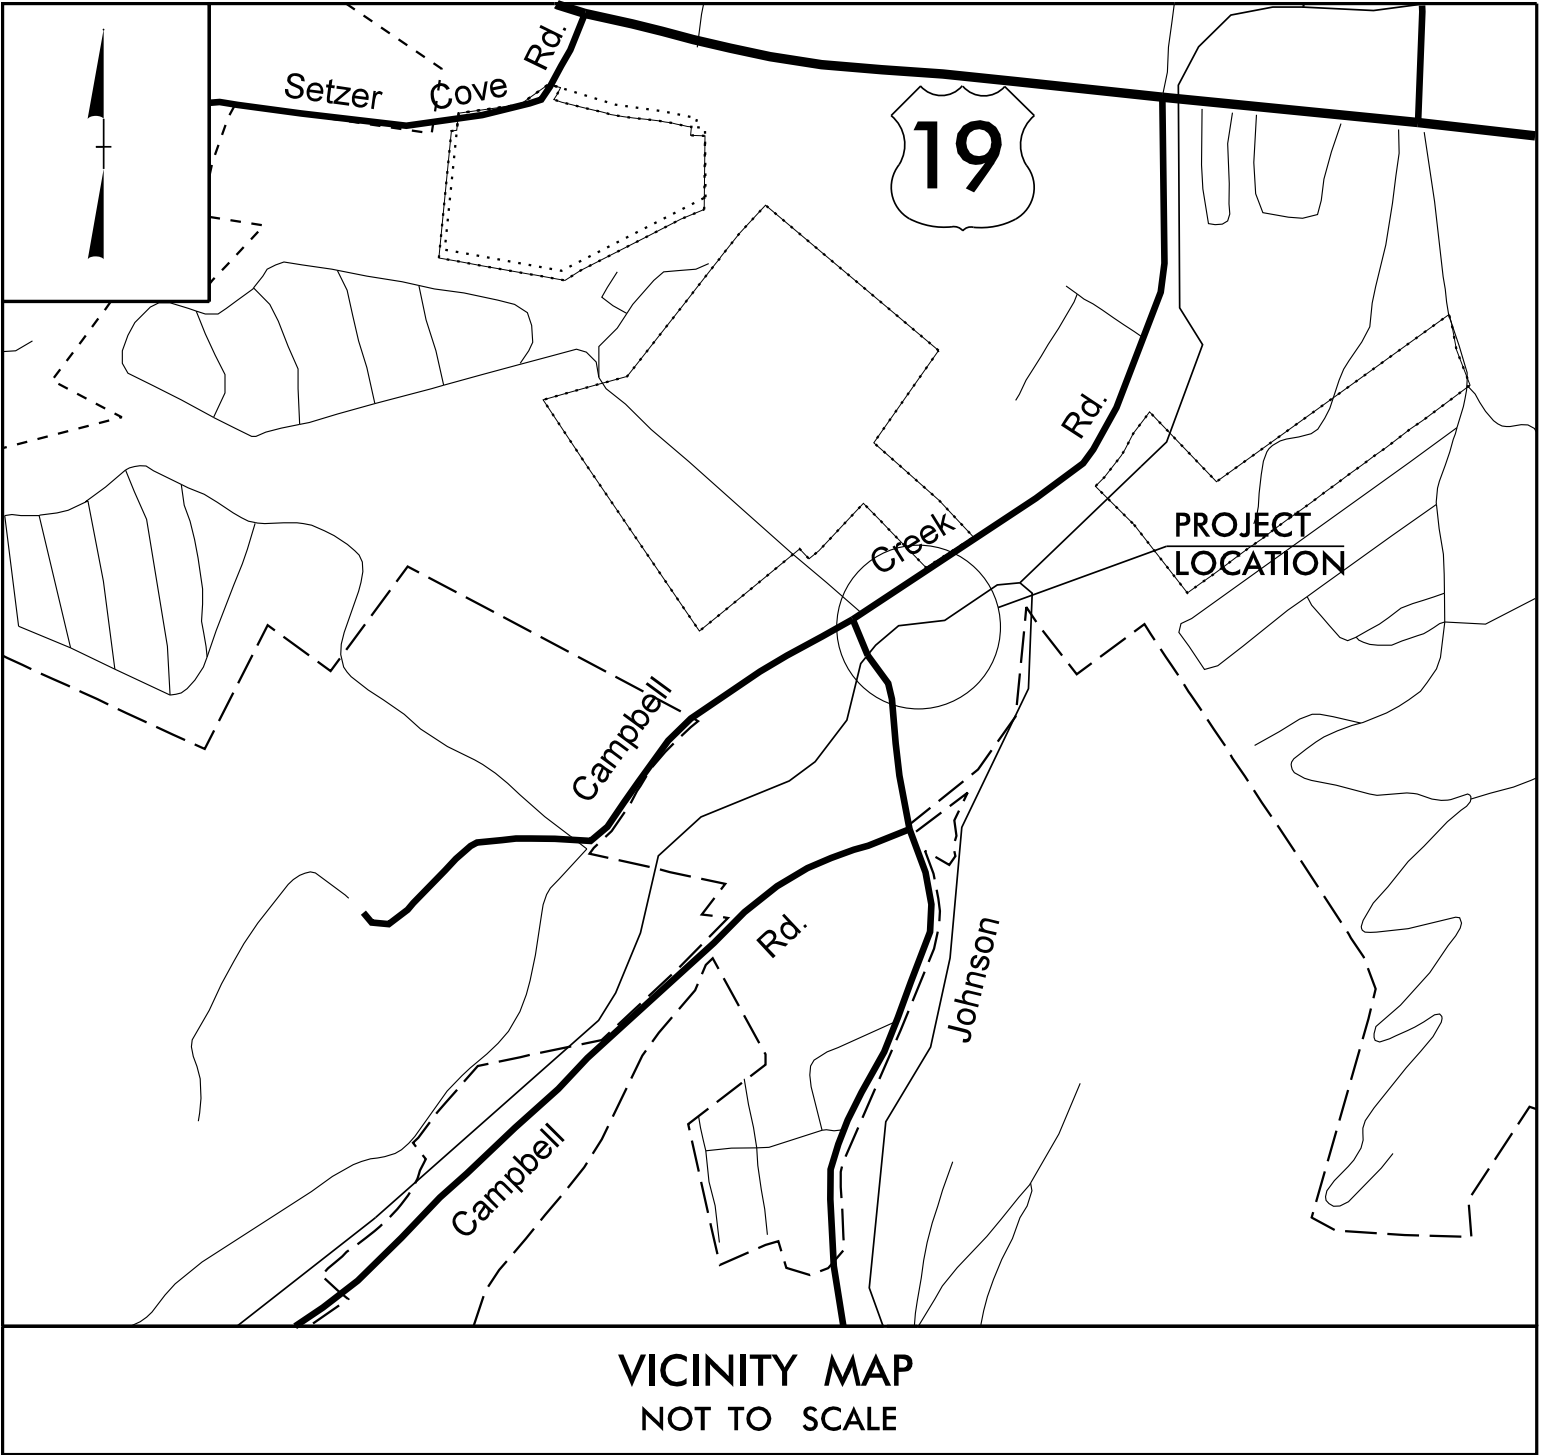 Setzer Cove Rd.
19
Rd.
Creek
PROJECT
LOCATION
Campbell
Rd.
Johnson
Campbell
VICINITY MAP
NOT TO SCALE